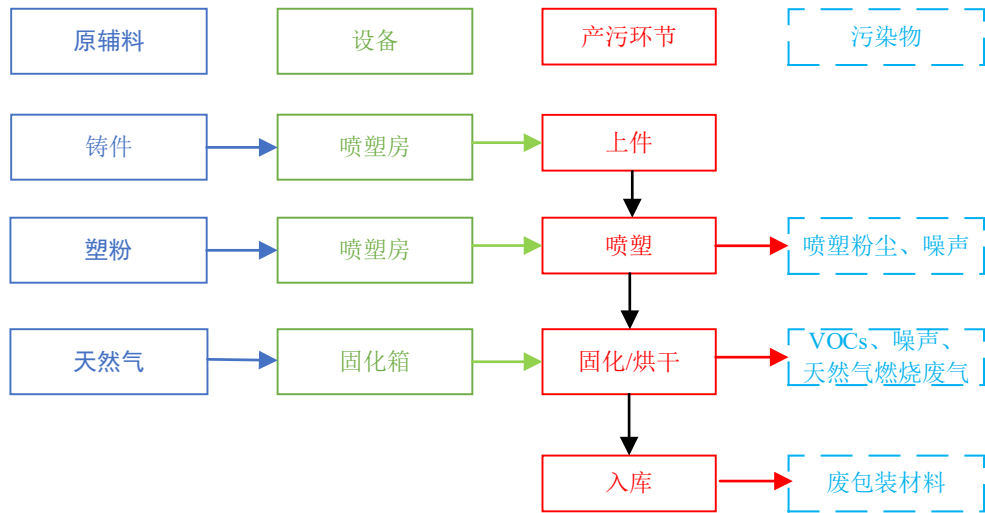 原辅料
设备
产污环节
污染物
铸件
喷塑房
上件
塑粉
喷塑房
喷塑
喷塑粉尘、噪声
天然气
固化箱
固化/烘干
VOCs、噪声、
天然气燃烧废气
入库
废包装材料